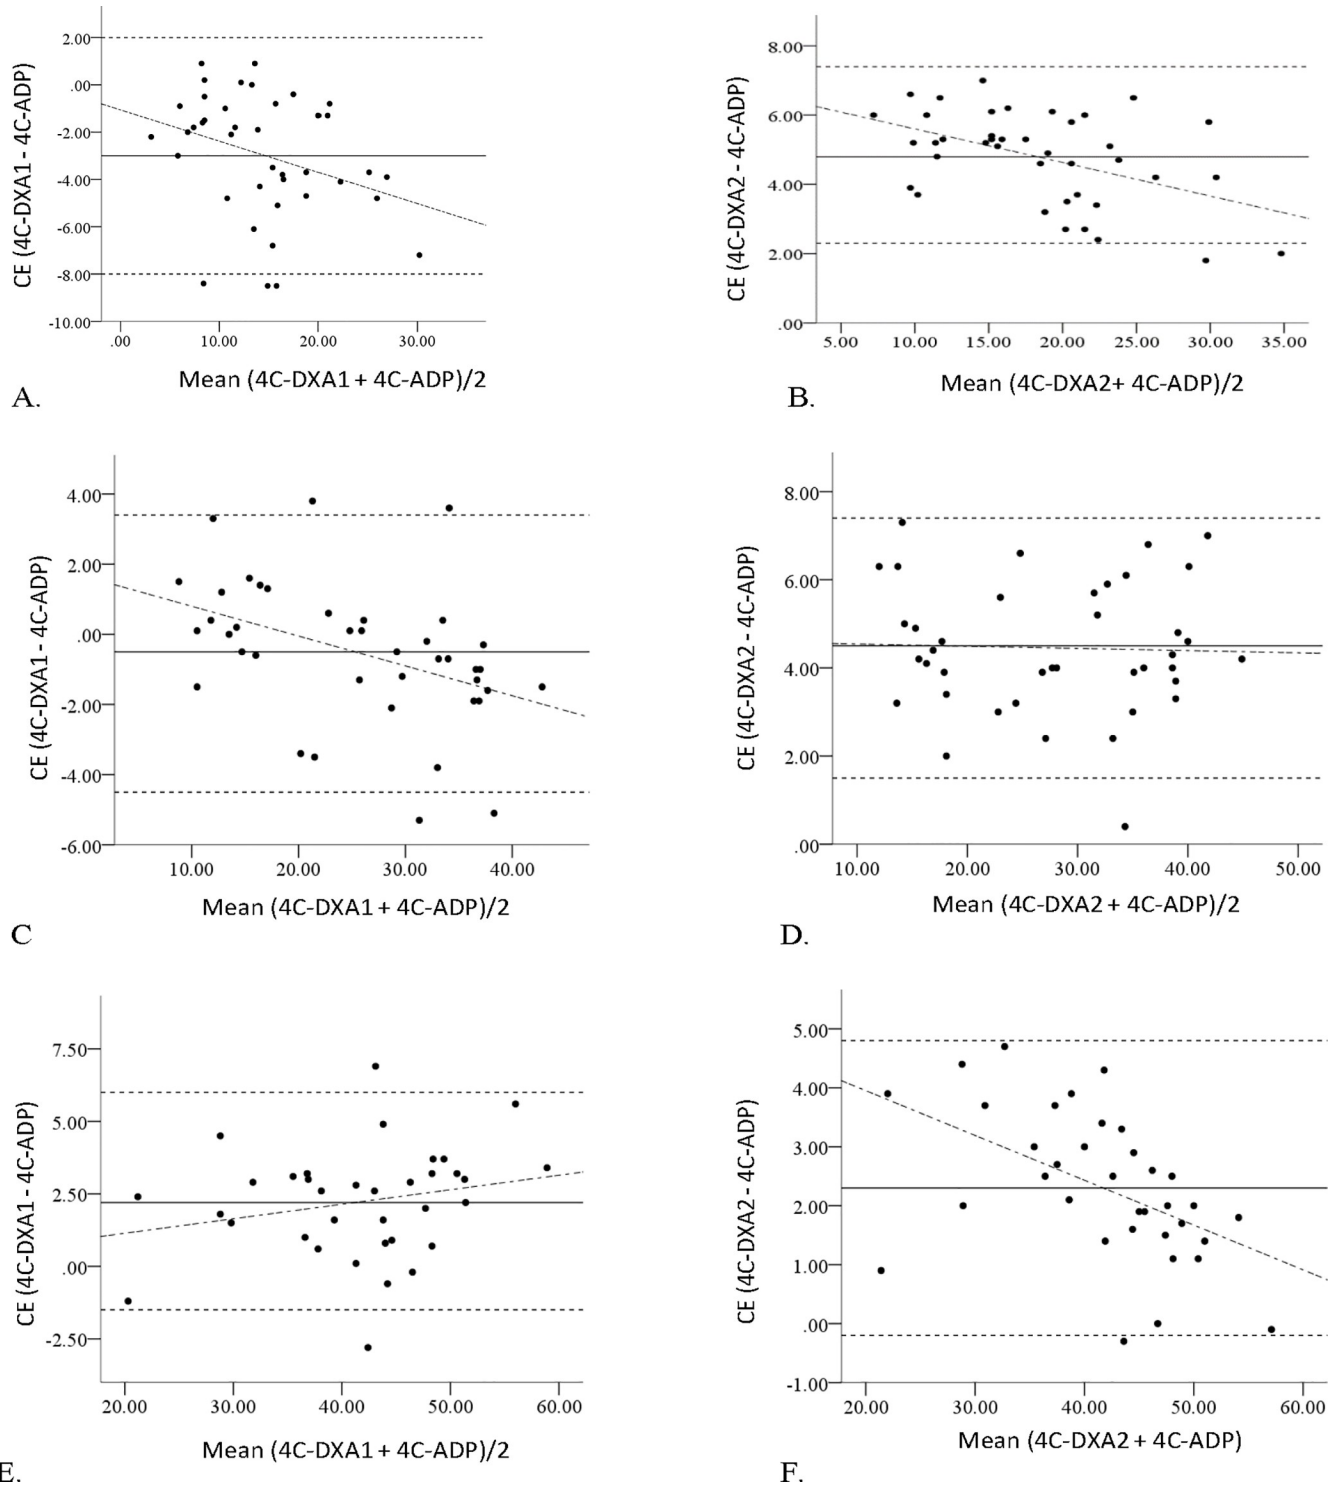 CE (4C-DXA1 - 4C-ADP)
2.00
.00
-2.00
-4.00
-6.00
-8.00
-10.00
.00 10.00 20.00 30.00
Mean (4C-DXA1 + 4C-ADP)/2
A.
CE (4C-DXA2 - 4C-ADP)
8.00
6.00
4.00
2.00
.00
5.00 10.00 15.00 20.00 25.00 30.00 35.00
Mean (4C-DXA2+ 4C-ADP)/2
B.
CE (4C-DXA1 - 4C-ADP)
4.00
2.00
.00
-2.00
-4.00
-6.00
10.00 20.00 30.00 40.00
Mean (4C-DXA1 + 4C-ADP)/2
C
CE (4C-DXA2 - 4C-ADP)
8.00
6.00
4.00
2.00
.00
10.00 20.00 30.00 40.00 50.00
Mean (4C-DXA2 + 4C-ADP)/2
D.
CE (4C-DXA1 - 4C-ADP)
7.50
5.00
2.50
.00
-2.50
20.00 30.00 40.00 50.00 60.00
Mean (4C-DXA1 + 4C-ADP)/2
E.
CE (4C-DXA2 - 4C-ADP)
5.00
4.00
3.00
2.00
1.00
.00
-1.00
20.00 30.00 40.00 50.00 60.00
Mean (4C-DXA2 + 4C-ADP)
F.